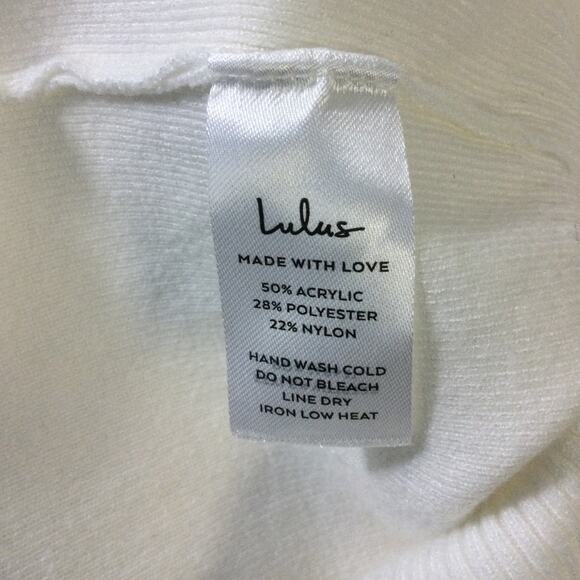 Lulus
MADE WITH LOVE
50% ACRYLIC
28% POLYESTER
22% NYLON
HAND WASH COLD
DO NOT BLEACH
LINE DRY
IRON LOW HEAT